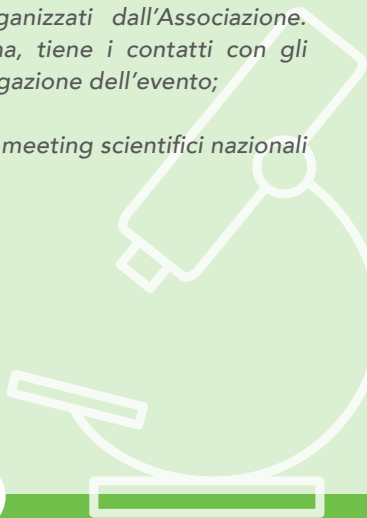 ganizzati dall'Associazione.
na, tiene i contatti con gli
gazione dell'evento;
meeting scientifici nazionali